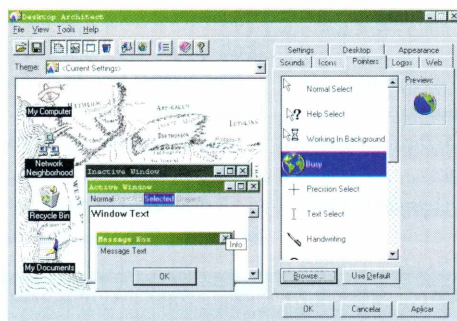 Desktop Architect
File View Tools Help
Theme: <Current Settings>
My Computer
Network Neighborhood
Recycle Bin
My Documents
Inactive Window
Active Window
Normal Selected
Window Text
Message Box
Message Text
OK
Info
Settings Desktop Appearance
Sounds Icons Pointers Logos Web
Normal Select
Help Select
Working In Background
Busy
Precision Select
Text Select
Handwriting
Preview:
Browse... Use Default
OK Cancelar Aplicar